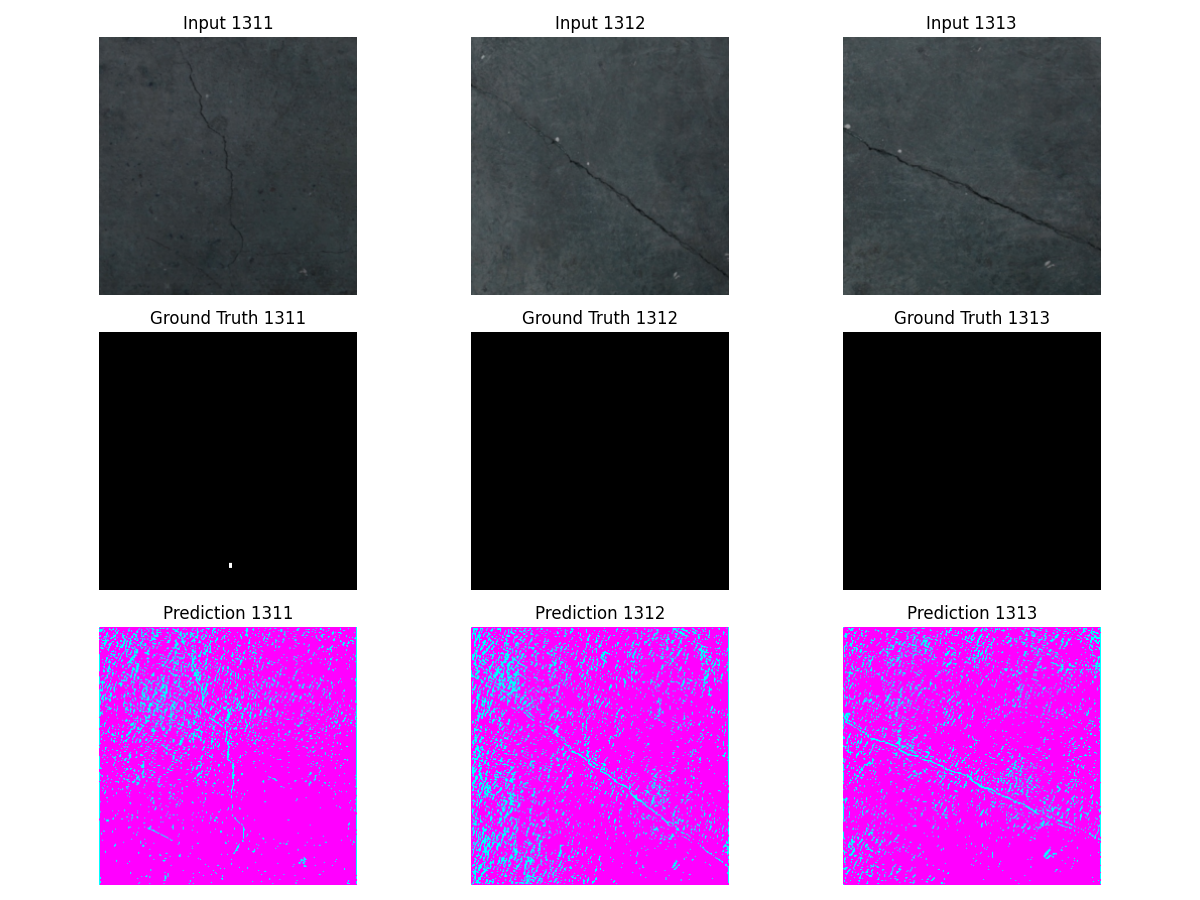 Input 1311
Input 1312
Input 1313
Ground Truth 1311
Ground Truth 1312
Ground Truth 1313
Prediction 1311
Prediction 1312
Prediction 1313